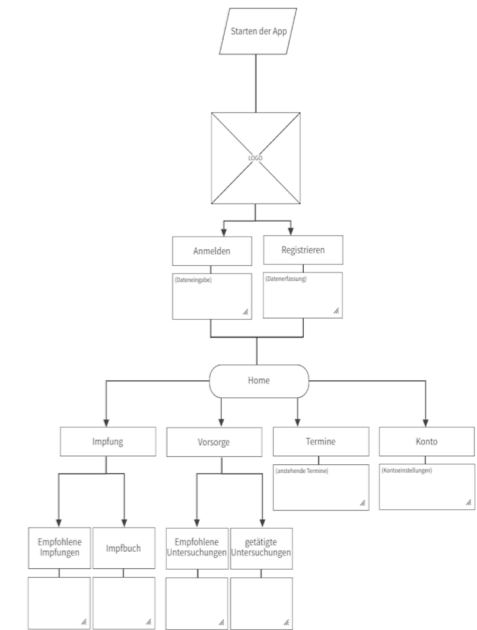 Starten der App
LOGO
Anmelden
Registrieren
(Dateneingabe)
(Datenerfassung)
Home
Impfung
Vorsorge
Termine
Konto
(anstehende Termine)
(Kontoeinstellungen)
Empfohlene
Impfungen
Impfbuch
Empfohlene
Untersuchungen
getätigte
Untersuchungen